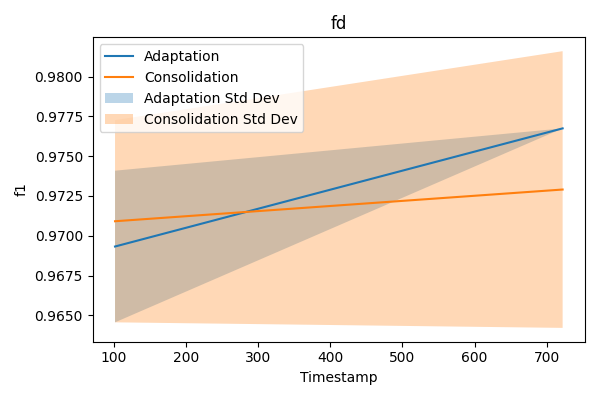 fd
Adaptation
Consolidation
Adaptation Std Dev
Consolidation Std Dev
f1
0.9800
0.9775
0.9750
0.9725
0.9700
0.9675
0.9650
100 200 300 400 500 600 700
Timestamp